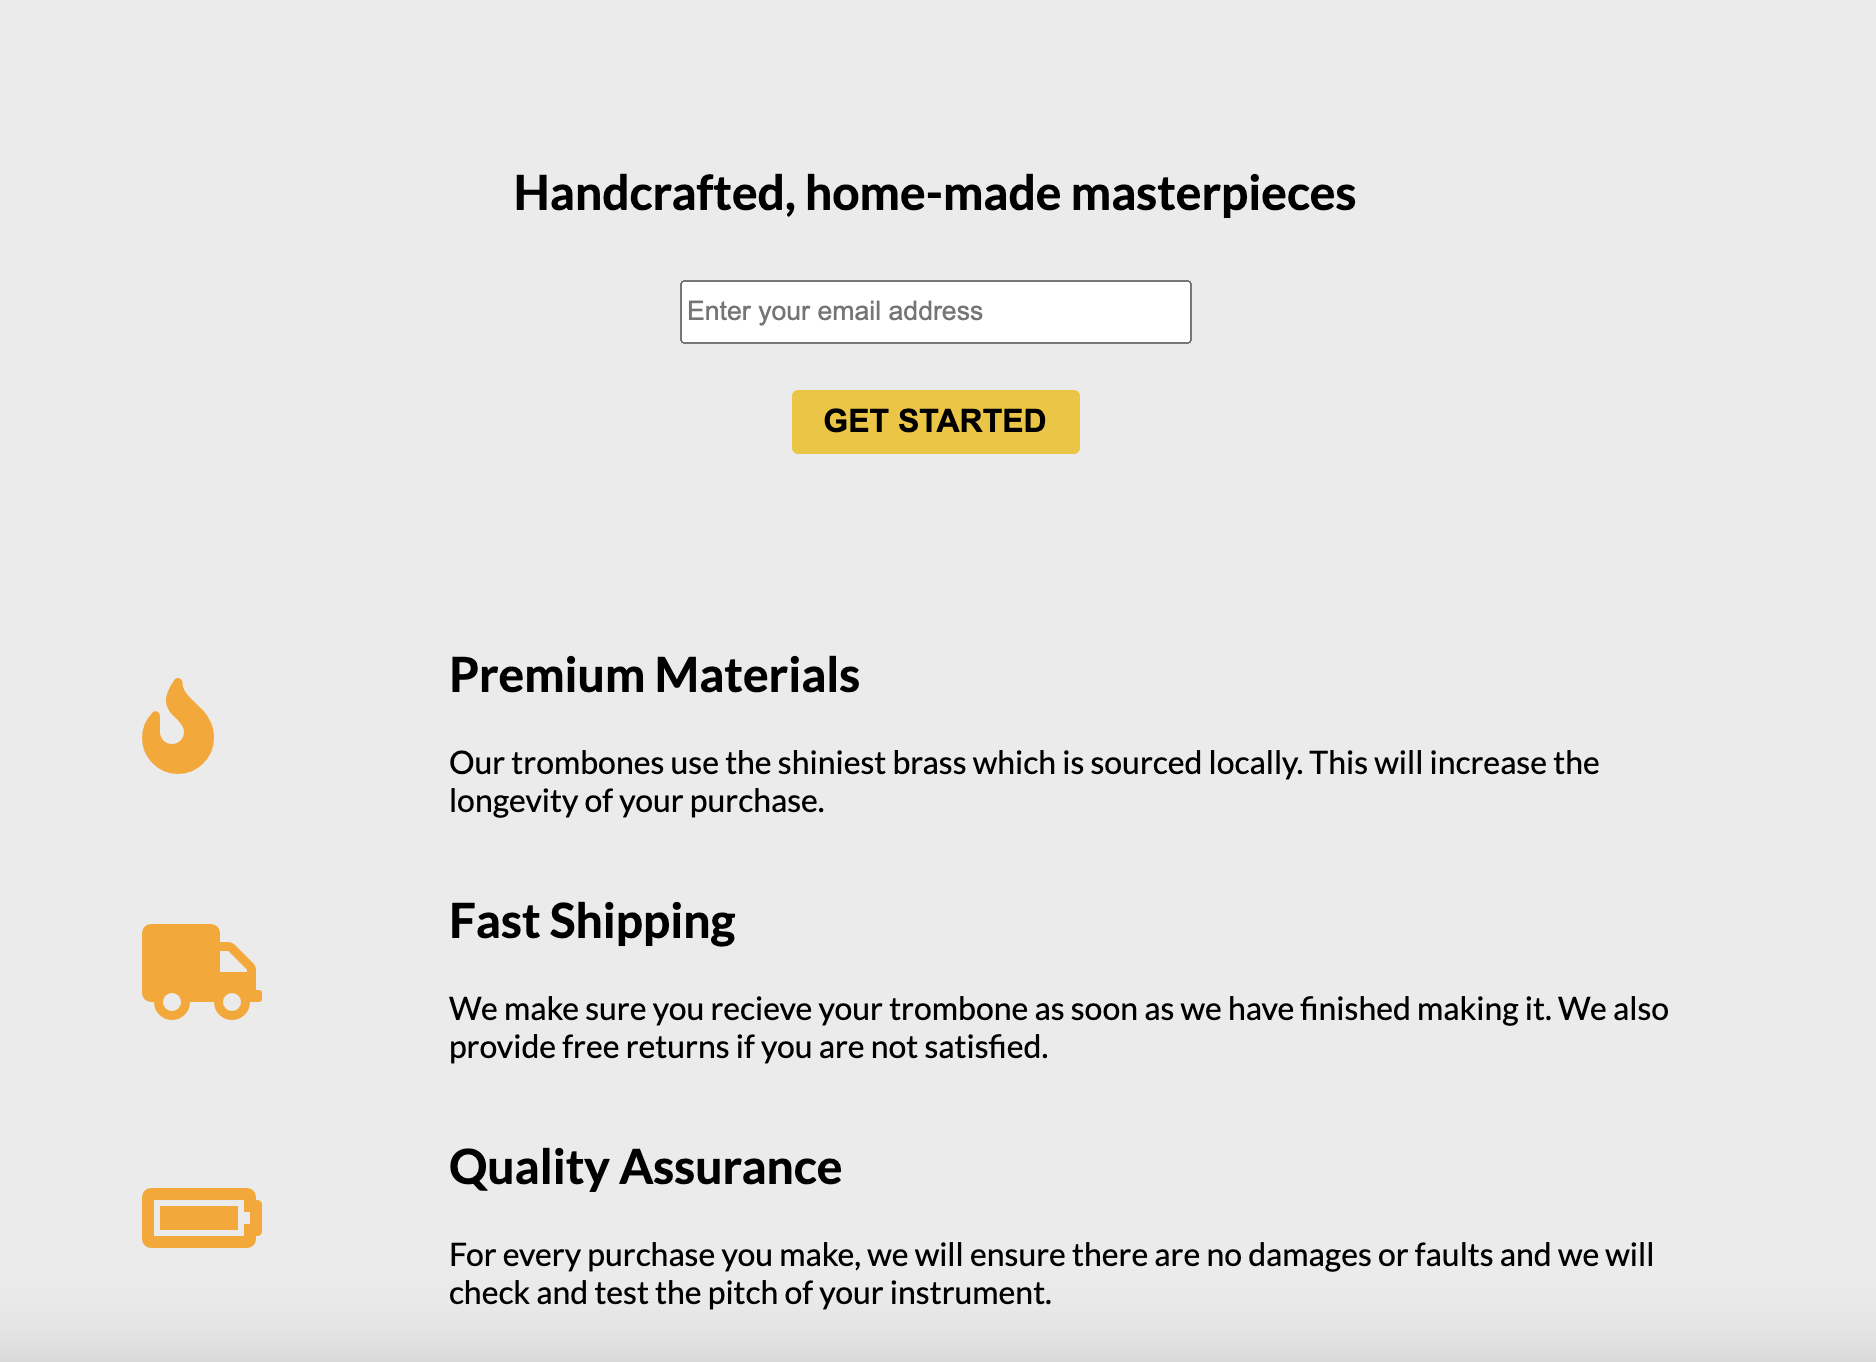 Handcrafted, home-made masterpieces
Enter your email address
GET STARTED
Premium Materials
Our trombones use the shiniest brass which is sourced locally. This will increase the
longevity of your purchase.
Fast Shipping
We make sure you recieve your trombone as soon as we have finished making it. We also
provide free returns if you are not satisfied.
Quality Assurance
For every purchase you make, we will ensure there are no damages or faults and we will
check and test the pitch of your instrument.